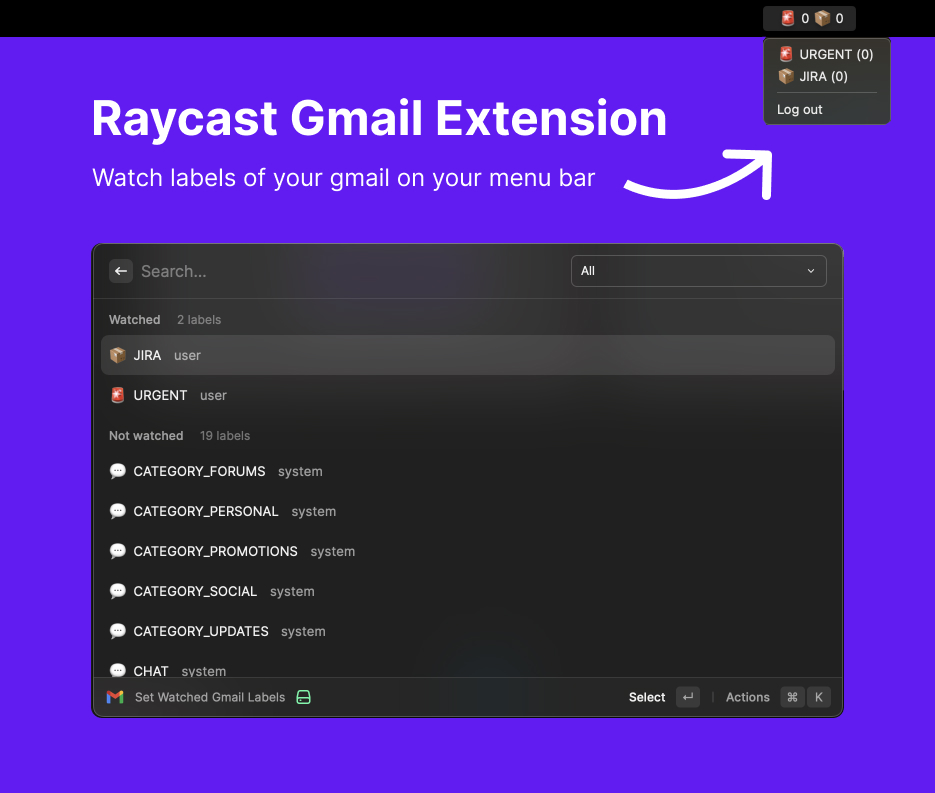 🚨 0 📦 0
🚨 URGENT (0)
📦 JIRA (0)
Log out
Raycast Gmail Extension
Watch labels of your gmail on your menu bar
Search... All
Watched 2 labels
📦 JIRA user
🚨 URGENT user
Not watched 19 labels
💬 CATEGORY_FORUMS system
💬 CATEGORY_PERSONAL system
💬 CATEGORY_PROMOTIONS system
💬 CATEGORY_SOCIAL system
💬 CATEGORY_UPDATES system
💬 CHAT system
Set Watched Gmail Labels Select ↵ Actions ⌘ K